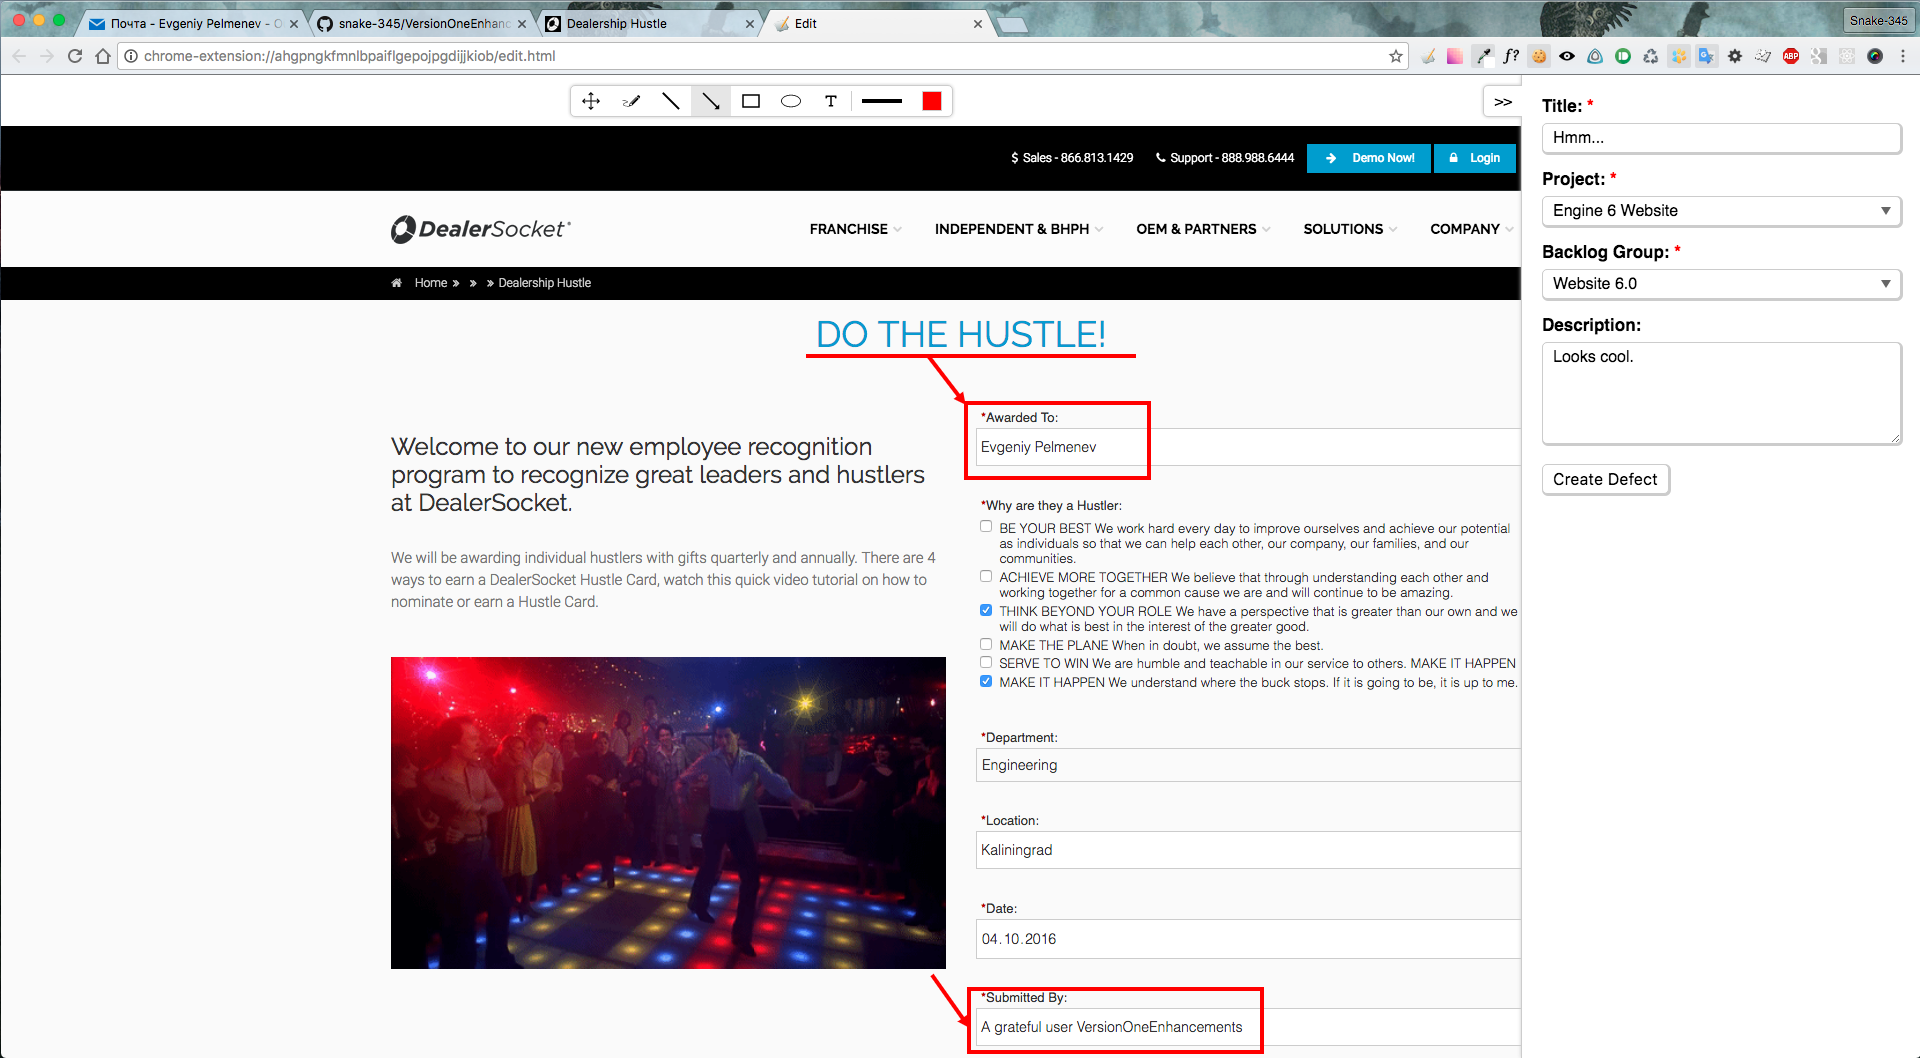 Почта - Evgeniy Pelmenev - O
snake-345/VersionOneEnhanc
Dealership Hustle
Edit
Snake-345
chrome-extension://ahgpngkfmnlbpaiflgepojpgdijjkiob/edit.html
f?
ABP
T
>>
$ Sales - 866.813.1429
Support - 888.988.6444
Demo Now!
Login
DealerSocket
FRANCHISE
INDEPENDENT & BHPH
OEM & PARTNERS
SOLUTIONS
COMPANY
Home » » » Dealership Hustle
DO THE HUSTLE!
Welcome to our new employee recognition
program to recognize great leaders and hustlers
at DealerSocket.
We will be awarding individual hustlers with gifts quarterly and annually. There are 4
ways to earn a DealerSocket Hustle Card, watch this quick video tutorial on how to
nominate or earn a Hustle Card.
*Awarded To:
Evgeniy Pelmenev
*Why are they a Hustler:
BE YOUR BEST We work hard every day to improve ourselves and achieve our potential
as individuals so that we can help each other, our company, our families, and our
communities.
ACHIEVE MORE TOGETHER We believe that through understanding each other and
working together for a common cause we are and will continue to be amazing.
THINK BEYOND YOUR ROLE We have a perspective that is greater than our own and we
will do what is best in the interest of the greater good.
MAKE THE PLANE When in doubt, we assume the best.
SERVE TO WIN We are humble and teachable in our service to others. MAKE IT HAPPEN
MAKE IT HAPPEN We understand where the buck stops. If it is going to be, it is up to me.
*Department:
Engineering
*Location:
Kaliningrad
*Date:
04.10.2016
*Submitted By:
A grateful user VersionOneEnhancements
Title: *
Hmm...
Project: *
Engine 6 Website
Backlog Group: *
Website 6.0
Description:
Looks cool.
Create Defect